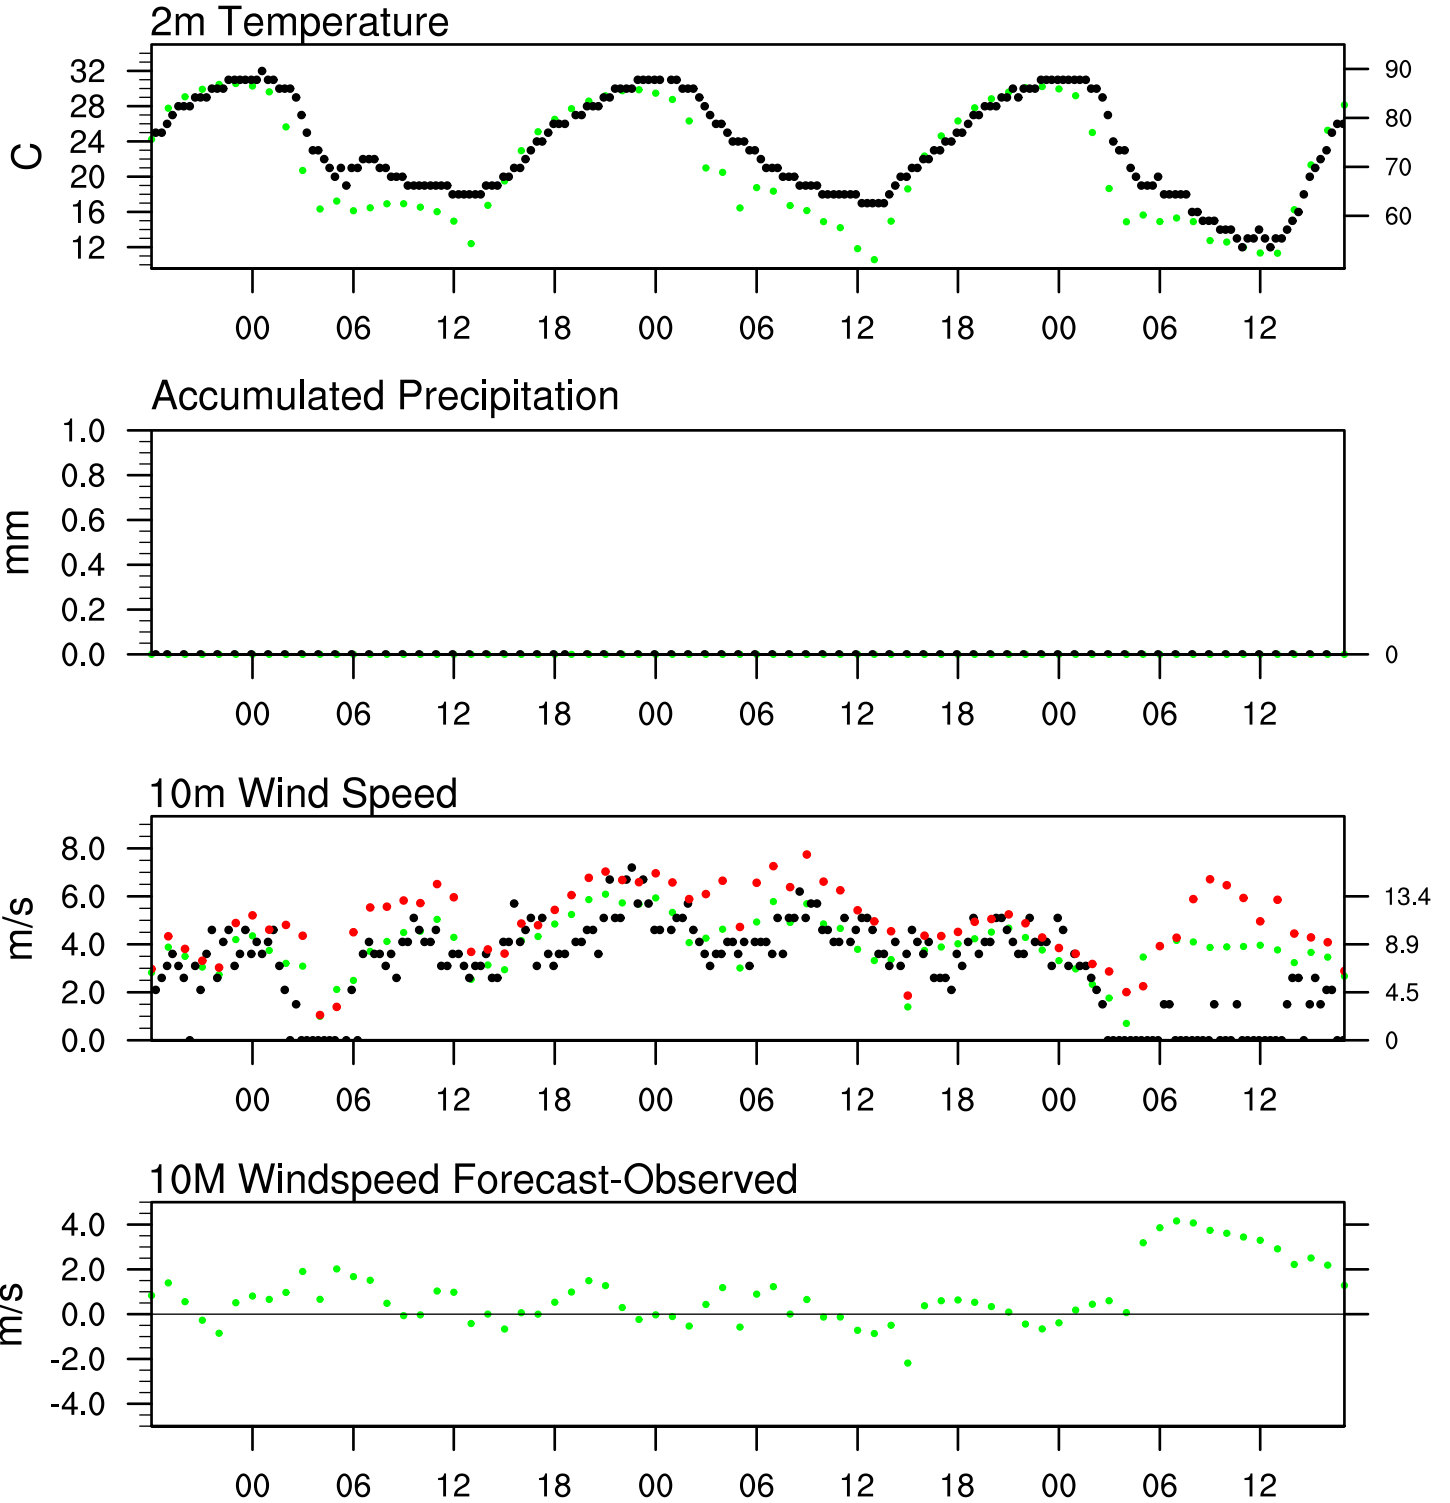 2m Temperature
32
28
24
20
16
12
C
90
80
70
60
00 06 12 18 00 06 12 18 00 06 12
Accumulated Precipitation
1.0
0.8
0.6
0.4
0.2
0.0
mm
0
00 06 12 18 00 06 12 18 00 06 12
10m Wind Speed
8.0
6.0
4.0
2.0
0.0
m/s
13.4
8.9
4.5
0
00 06 12 18 00 06 12 18 00 06 12
10M Windspeed Forecast-Observed
4.0
2.0
0.0
-2.0
-4.0
m/s
00 06 12 18 00 06 12 18 00 06 12